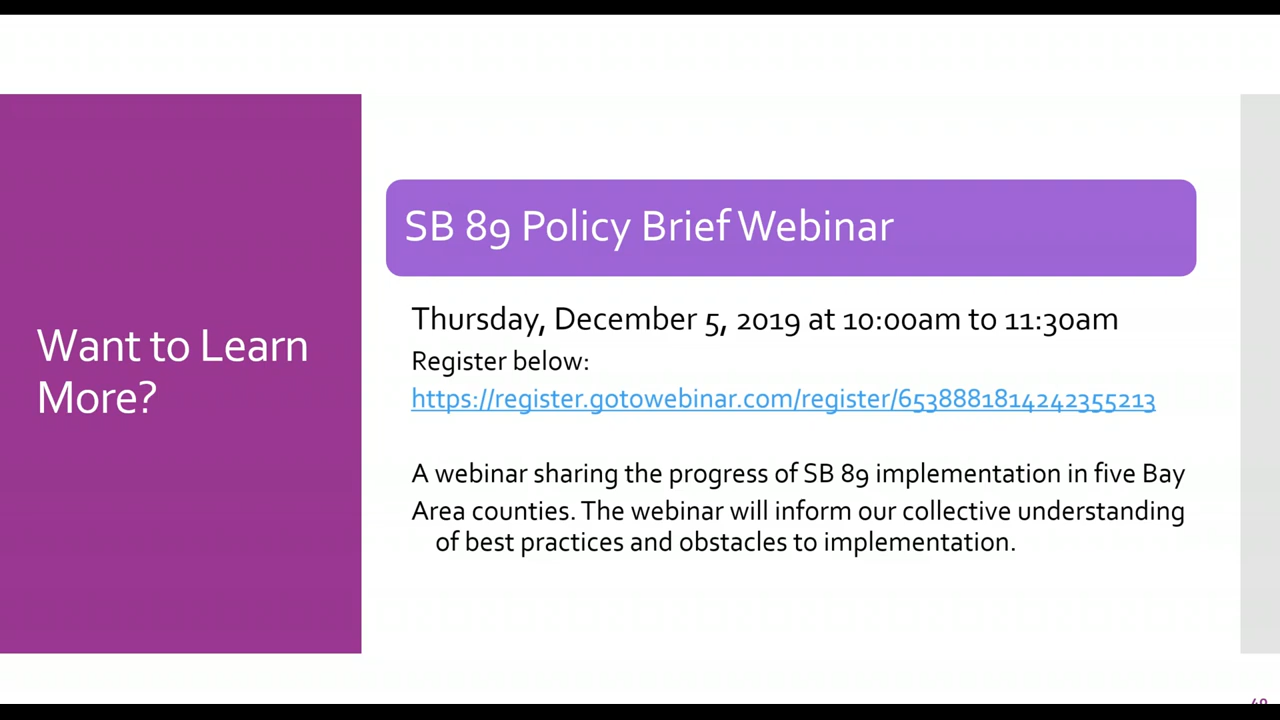 Want to Learn
More?
SB 89 Policy Brief Webinar
Thursday, December 5, 2019 at 10:00am to 11:30am
Register below:
https://register.gotowebinar.com/register/6538881814242355213
A webinar sharing the progress of SB 89 implementation in five Bay
Area counties. The webinar will inform our collective understanding
of best practices and obstacles to implementation.